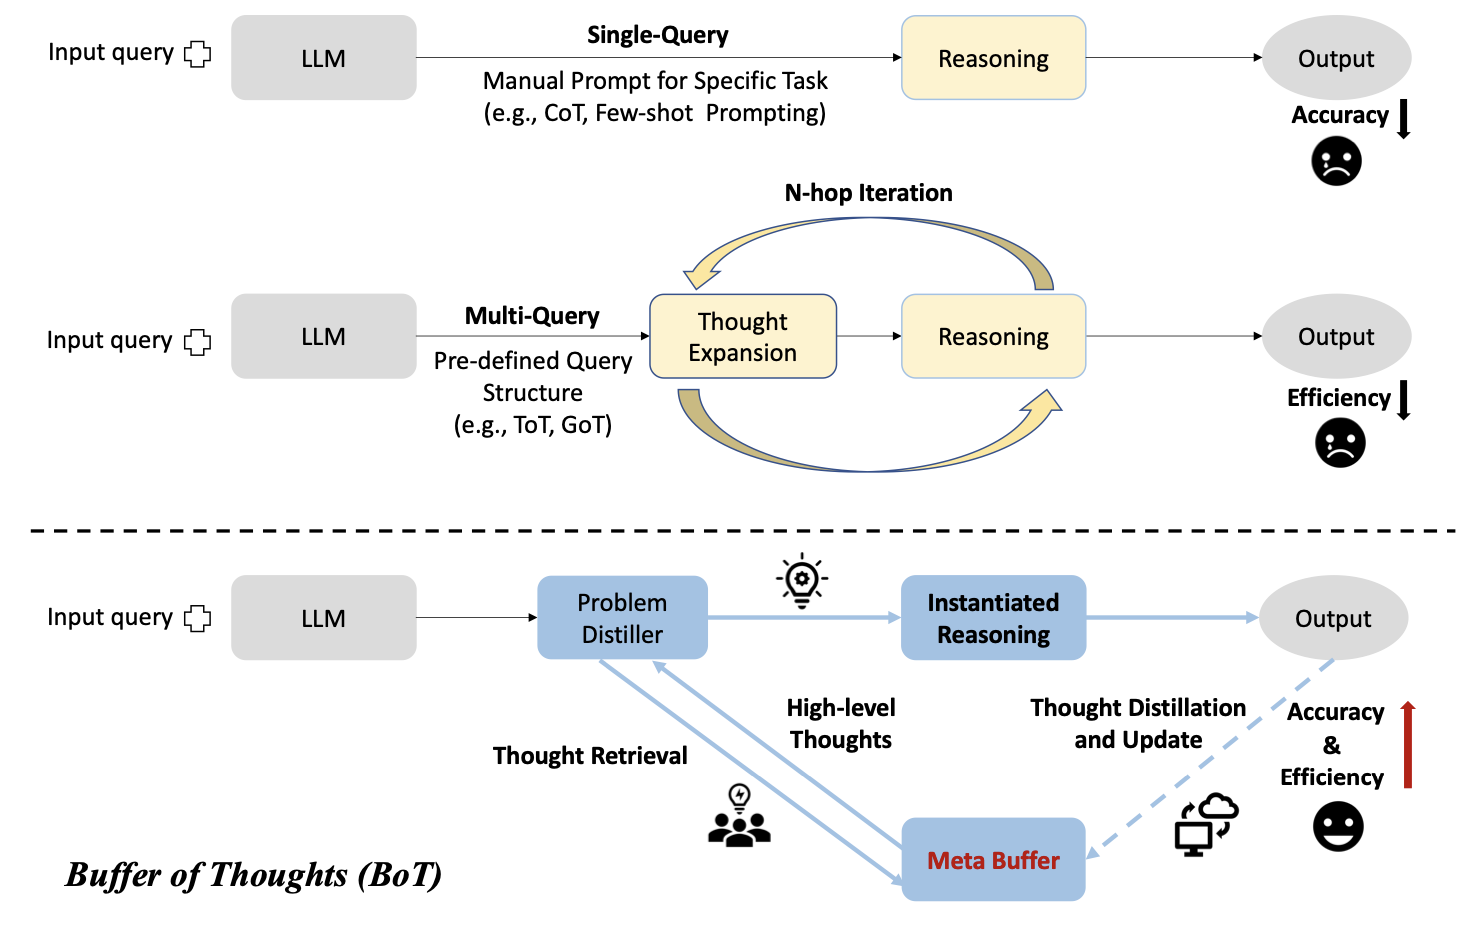 Input query
LLM
Single-Query
Manual Prompt for Specific Task
(e.g., CoT, Few-shot Prompting)
Reasoning
Output
Accuracy
N-hop Iteration
Input query
LLM
Multi-Query
Pre-defined Query
Structure
(e.g., ToT, GoT)
Thought
Expansion
Reasoning
Output
Efficiency
Input query
LLM
Problem
Distiller
Instantiated
Reasoning
Output
Thought Retrieval
High-level
Thoughts
Thought Distillation
and Update
Accuracy
&
Efficiency
Meta Buffer
Buffer of Thoughts (BoT)